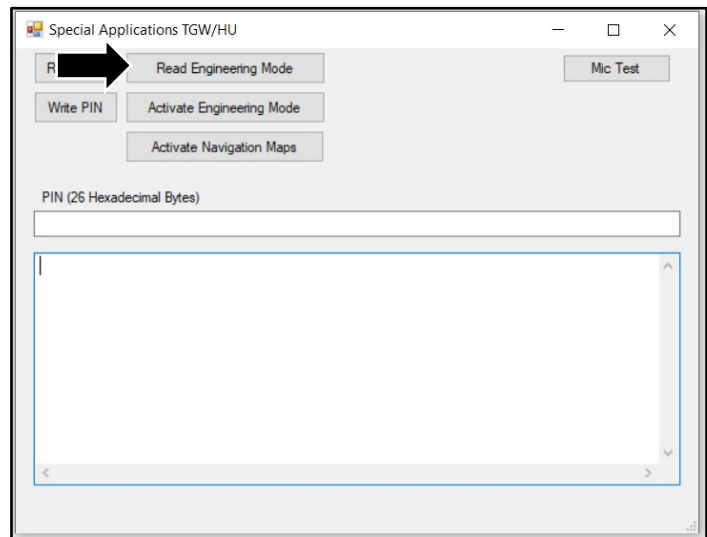 Special Applications TGW/HU
Read Engineering Mode Mic Test
Write PIN Activate Engineering Mode
Activate Navigation Maps
PIN (26 Hexadecimal Bytes)